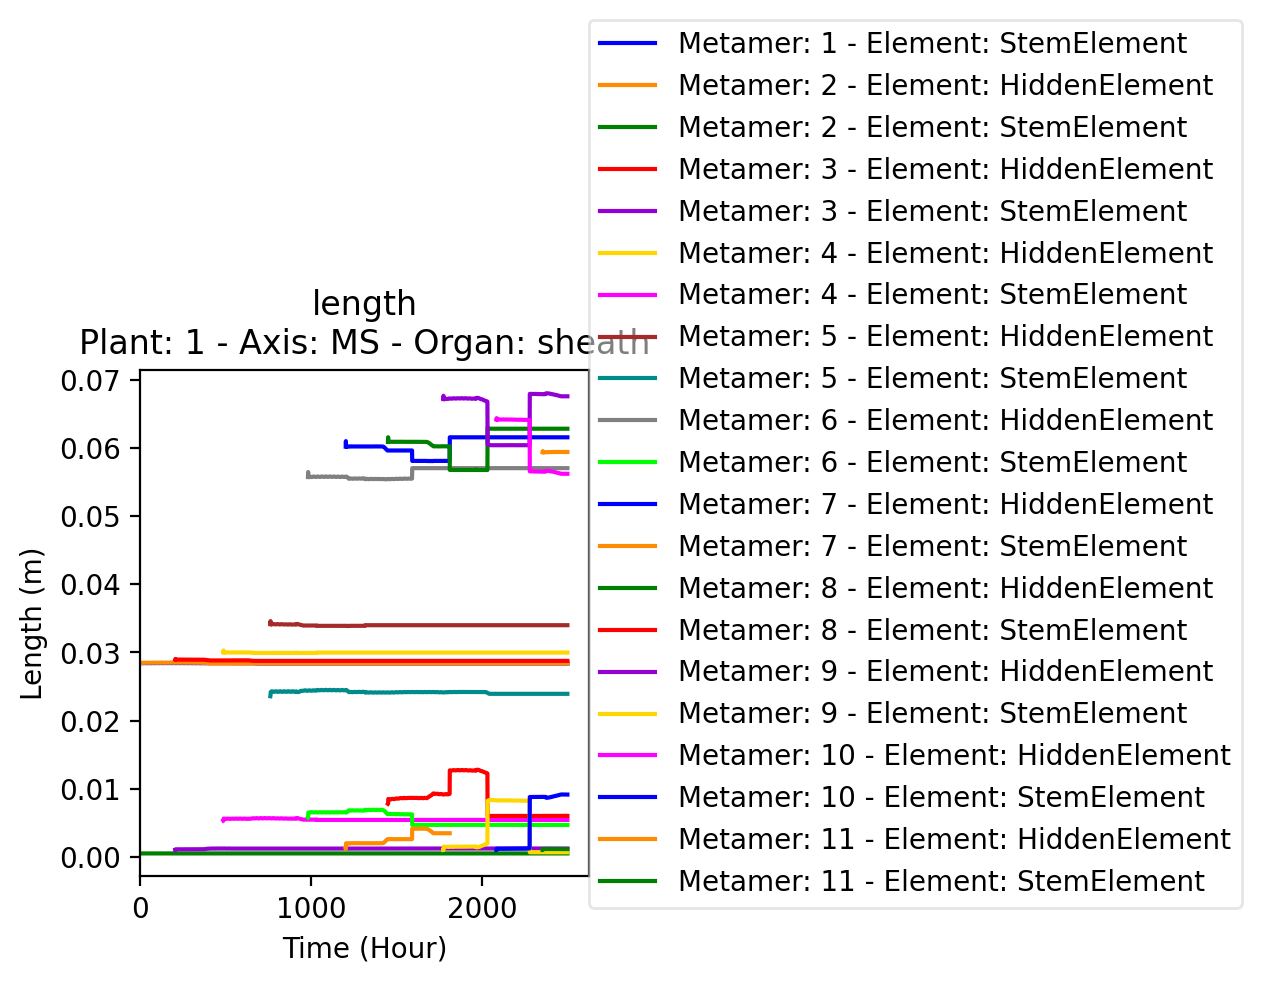 length
Plant: 1 - Axis: MS - Organ: sheath
0.07
0.06
0.05
0.04
0.03
0.02
0.01
0.00
Length (m)
0 1000 2000
Time (Hour)
Metamer: 1 - Element: StemElement
Metamer: 2 - Element: HiddenElement
Metamer: 2 - Element: StemElement
Metamer: 3 - Element: HiddenElement
Metamer: 3 - Element: StemElement
Metamer: 4 - Element: HiddenElement
Metamer: 4 - Element: StemElement
Metamer: 5 - Element: HiddenElement
Metamer: 5 - Element: StemElement
Metamer: 6 - Element: HiddenElement
Metamer: 6 - Element: StemElement
Metamer: 7 - Element: HiddenElement
Metamer: 7 - Element: StemElement
Metamer: 8 - Element: HiddenElement
Metamer: 8 - Element: StemElement
Metamer: 9 - Element: HiddenElement
Metamer: 9 - Element: StemElement
Metamer: 10 - Element: HiddenElement
Metamer: 10 - Element: StemElement
Metamer: 11 - Element: HiddenElement
Metamer: 11 - Element: StemElement